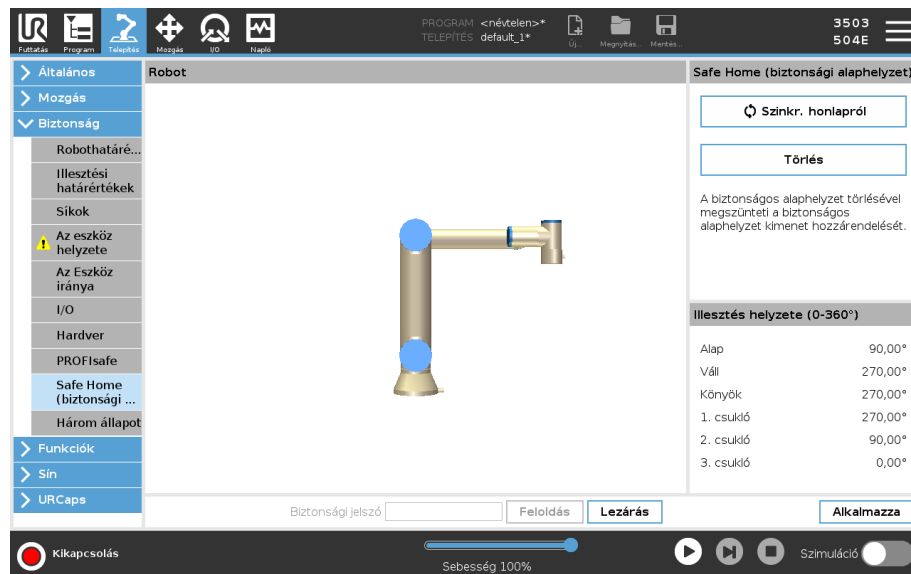 PROGRAM <névtelen>*
TELEPÍTÉS default_1*
3503
504E
Futtatás Program Telepítés Mozgás I/O Napló
Új... Megnyitás... Mentés...
Általános
Mozgás
Biztonság
Robothatáré...
Illesztési
határértékek
Síkok
Az eszköz
helyzete
Az Eszköz
iránya
I/O
Hardver
PROFIsafe
Safe Home
(biztonsági ...
Három állapot
Funkciók
Sín
URCaps
Robot
Safe Home (biztonsági alaphelyzet)
Szinkr. honlapról
Törlés
A biztonságos alaphelyzet törlésével
megszünteti a biztonságos
alaphelyzet kimenet hozzárendelését.
Illesztés helyzete (0-360°)
Alap 90,00°
Váll 270,00°
Könyök 270,00°
1. csukló 270,00°
2. csukló 90,00°
3. csukló 0,00°
Biztonsági jelszó Feloldás Lezárás Alkalmazza
Kikapcsolás
Sebesség 100%
Szimuláció